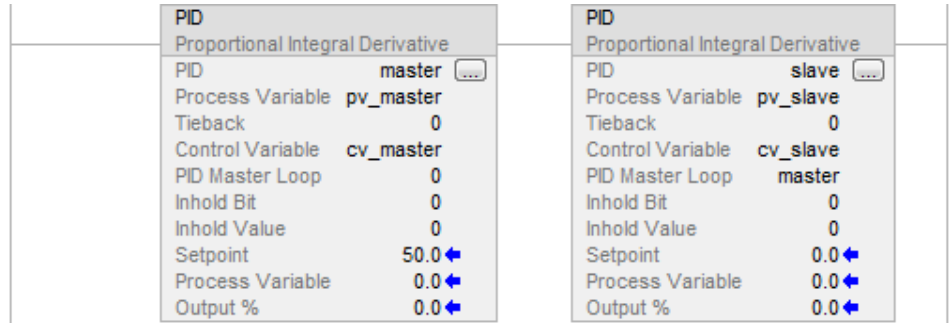 PID
Proportional Integral Derivative
PID master ...
Process Variable pv_master
Tieback 0
Control Variable cv_master
PID Master Loop 0
Inhold Bit 0
Inhold Value 0
Setpoint 50.0
Process Variable 0.0
Output % 0.0
PID
Proportional Integral Derivative
PID slave ...
Process Variable pv_slave
Tieback 0
Control Variable cv_slave
PID Master Loop master
Inhold Bit 0
Inhold Value 0
Setpoint 0.0
Process Variable 0.0
Output % 0.0